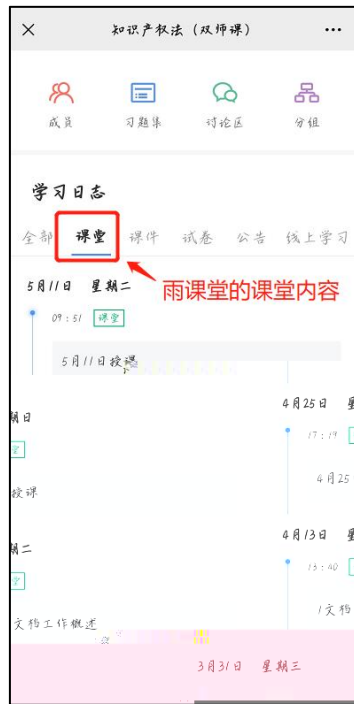 知识产权法（双师课）
成员 习题集 讨论区 分组
学习日志
全部 课堂 课件 试卷 公告 线上学习
5月11日 星期二
雨课堂的课堂内容
09:51 课堂
5月11日授课
4月25日
期日
17:19
4月25
授课
4月13日
期二
13:40
文档工作概述
3月31日 星期三